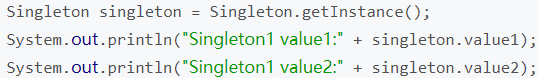 Singleton singleton = Singleton.getInstance();
System.out.println("Singleton1 value1:" + singleton.value1);
System.out.println("Singleton1 value2:" + singleton.value2);